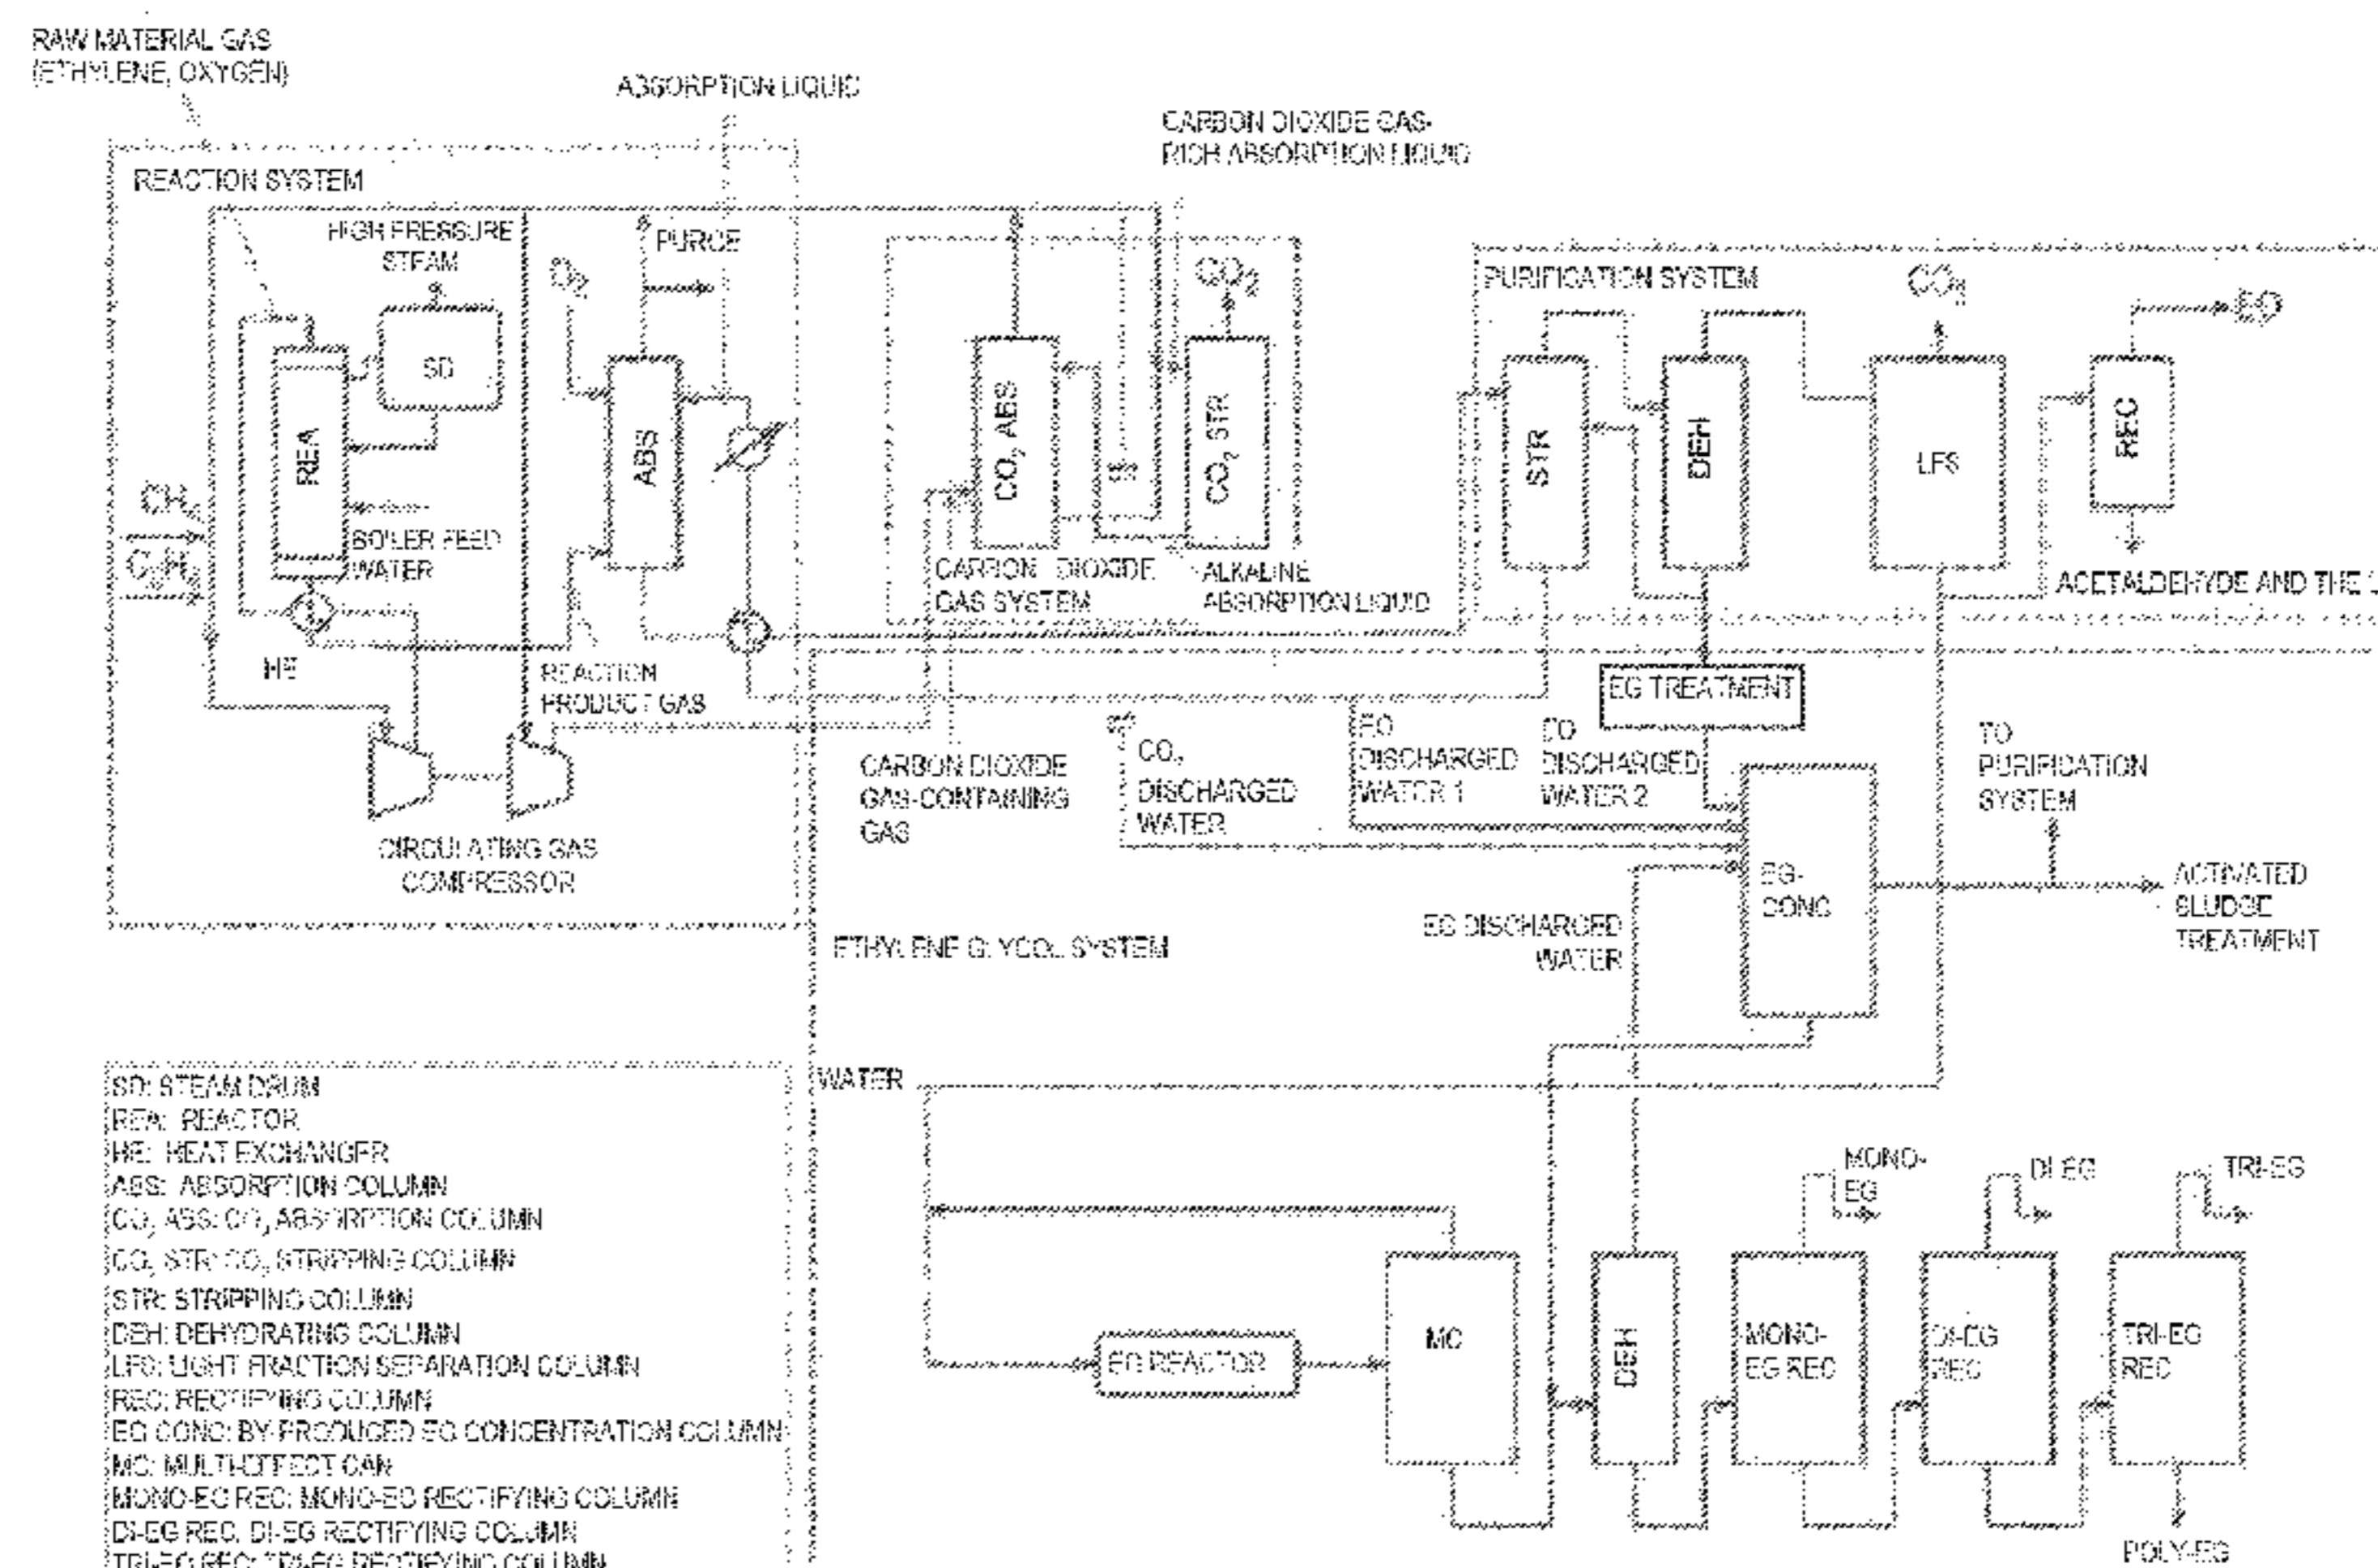 RAW MATERIAL GAS
(ETHYLENE, OXYGEN)
ABSORPTION LIQUID
CARBON DIOXIDE GAS-
RICH ABSORPTION LIQUID
REACTION SYSTEM
HIGH PRESSURE
STEAM
PURGE
O₂
SD
REA
ABS
CH₄
C₂H₄
BOILER FEED
WATER
HE
REACTION
PRODUCT GAS
CIRCULATING GAS
COMPRESSOR
CO₂
CO₂ ABS
CO₂ STR
CARBON DIOXIDE
GAS SYSTEM
ALKALINE
ABSORPTION LIQUID
PURIFICATION SYSTEM
EO
STR
DEH
LFS
REC
ACETALDEHYDE AND THE
EG TREATMENT
CARBON DIOXIDE
GAS-CONTAINING
GAS
CO₂
DISCHARGED
WATER
EO
DISCHARGED
WATER 1
EO
DISCHARGED
WATER 2
TO
PURIFICATION
SYSTEM
EG-
CONC
ACTIVATED
SLUDGE
TREATMENT
EG DISCHARGED
WATER
ETHYLENE GLYCOL SYSTEM
WATER
MONO-
EG
DI-EG
TRI-EG
EG REACTOR
MC
DEH
MONO-
EG REC
DI-EG
REC
TRI-EG
REC
POLY-EG
SD: STEAM DRUM
REA: REACTOR
HE: HEAT EXCHANGER
ABS: ABSORPTION COLUMN
CO₂ ABS: CO₂ ABSORPTION COLUMN
CO₂ STR: CO₂ STRIPPING COLUMN
STR: STRIPPING COLUMN
DEH: DEHYDRATING COLUMN
LFS: LIGHT FRACTION SEPARATION COLUMN
REC: RECTIFYING COLUMN
EG CONC: BY-PRODUCED EG CONCENTRATION COLUMN
MC: MULTI-EFFECT CAN
MONO-EG REC: MONO-EG RECTIFYING COLUMN
DI-EG REC: DI-EG RECTIFYING COLUMN
TRI-EG REC: TRI-EG RECTIFYING COLUMN